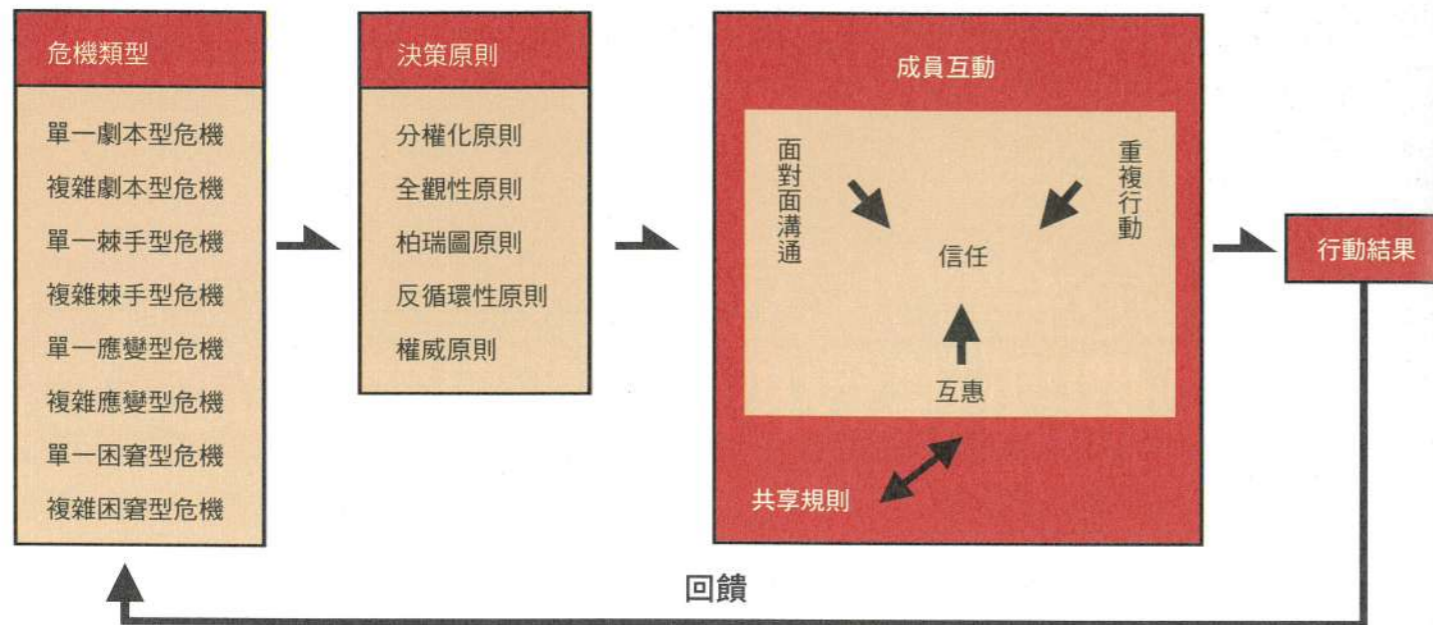 危機類型
單一劇本型危機
複雜劇本型危機
單一棘手型危機
複雜棘手型危機
單一應變型危機
複雜應變型危機
單一困窘型危機
複雜困窘型危機
決策原則
分權化原則
全觀性原則
柏瑞圖原則
反循環性原則
權威原則
成員互動
面對面溝通
重複行動
信任
互惠
共享規則
行動結果
回饋